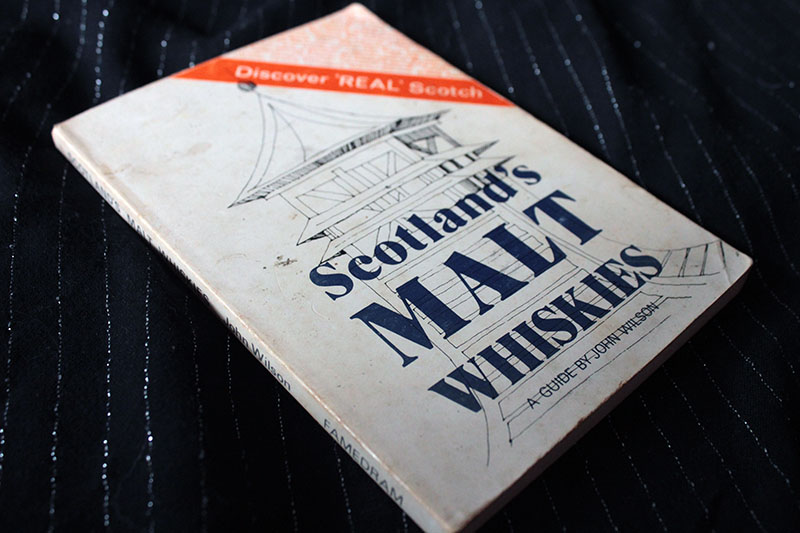 Discover 'REAL' Scotch
Scotland's
MALT
WHISKIES
A GUIDE BY JOHN WILSON
John Wilson
FAMEDRAM